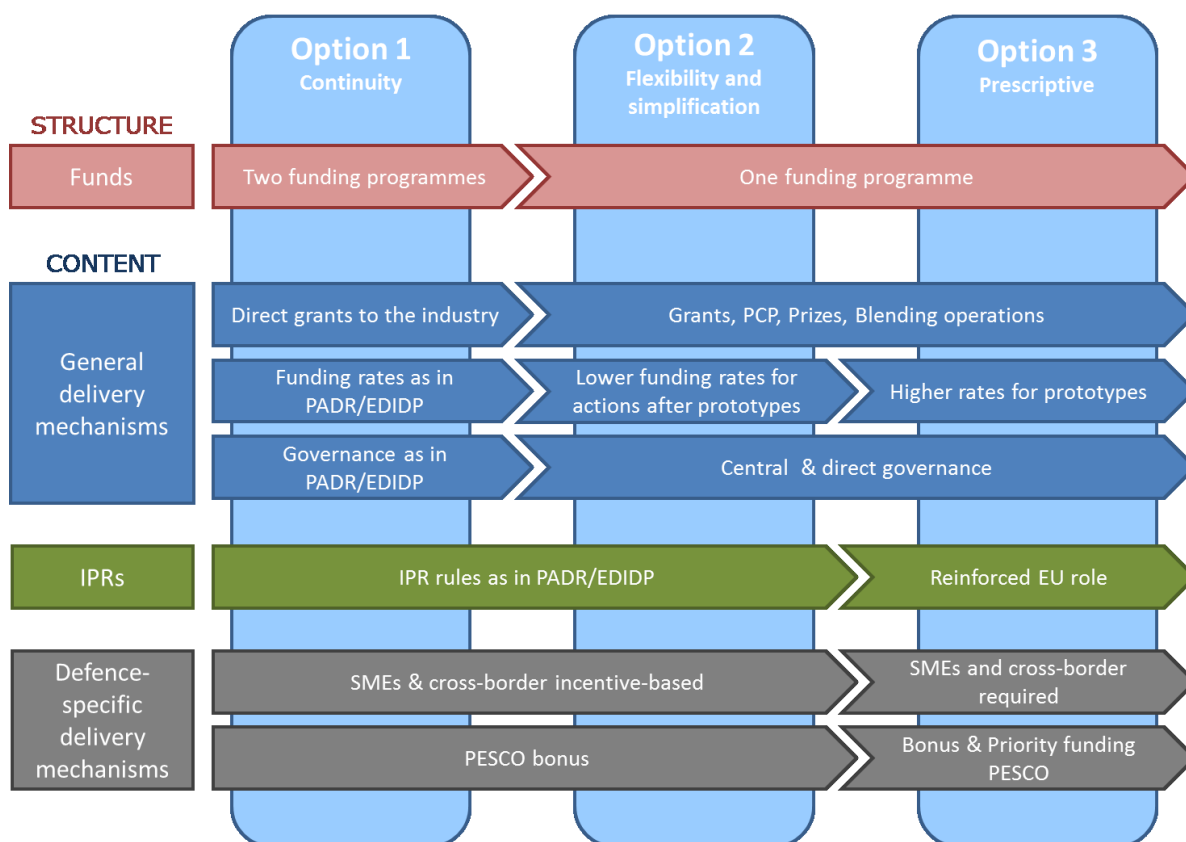 Option 1
Continuity
Option 2
Flexibility and
simplification
Option 3
Prescriptive
STRUCTURE
Funds
Two funding programmes
One funding programme
CONTENT
General
delivery
mechanisms
Direct grants to the industry
Grants, PCP, Prizes, Blending operations
Funding rates as in
PADR/EDIDP
Lower funding rates for
actions after prototypes
Higher rates for prototypes
Governance as in
PADR/EDIDP
Central & direct governance
IPRs
IPR rules as in PADR/EDIDP
Reinforced EU role
Defence-
specific
delivery
mechanisms
SMEs & cross-border incentive-based
SMEs and cross-border
required
PESCO bonus
Bonus & Priority funding
PESCO